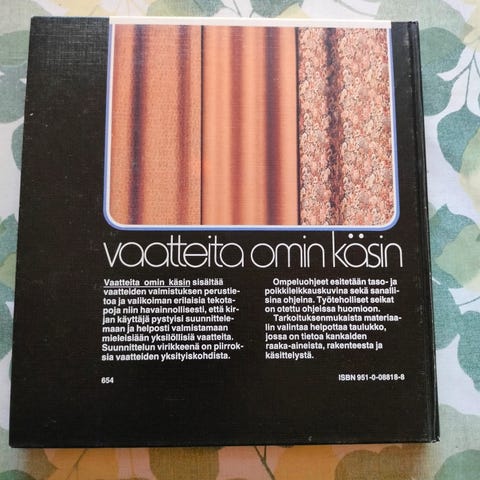 vaatteita omin käsin
Vaatteita omin käsin sisältää
vaatteiden valmistuksen perustie-
toa ja valikoiman erilaisia tekota-
poja niin havainnollisesti, että kir-
jan käyttäjä pystyisi suunnittele-
maan ja helposti valmistamaan
mieleisiään yksilöllisiä vaatteita.
Suunnittelun virikkeenä on piirrok-
sia vaatteiden yksityiskohdista.
654
Ompeluohjeet esitetään taso- ja
poikkileikkauskuvina sekä sanalli-
sina ohjeina. Työteholliset seikat
on otettu ohjeissa huomioon.
Tarkoituksenmukaista materiaa-
lin valintaa helpottaa taulukko,
jossa on tietoa kankaiden
raaka-aineista, rakenteesta ja
käsittelystä.
ISBN 951-0-08818-8